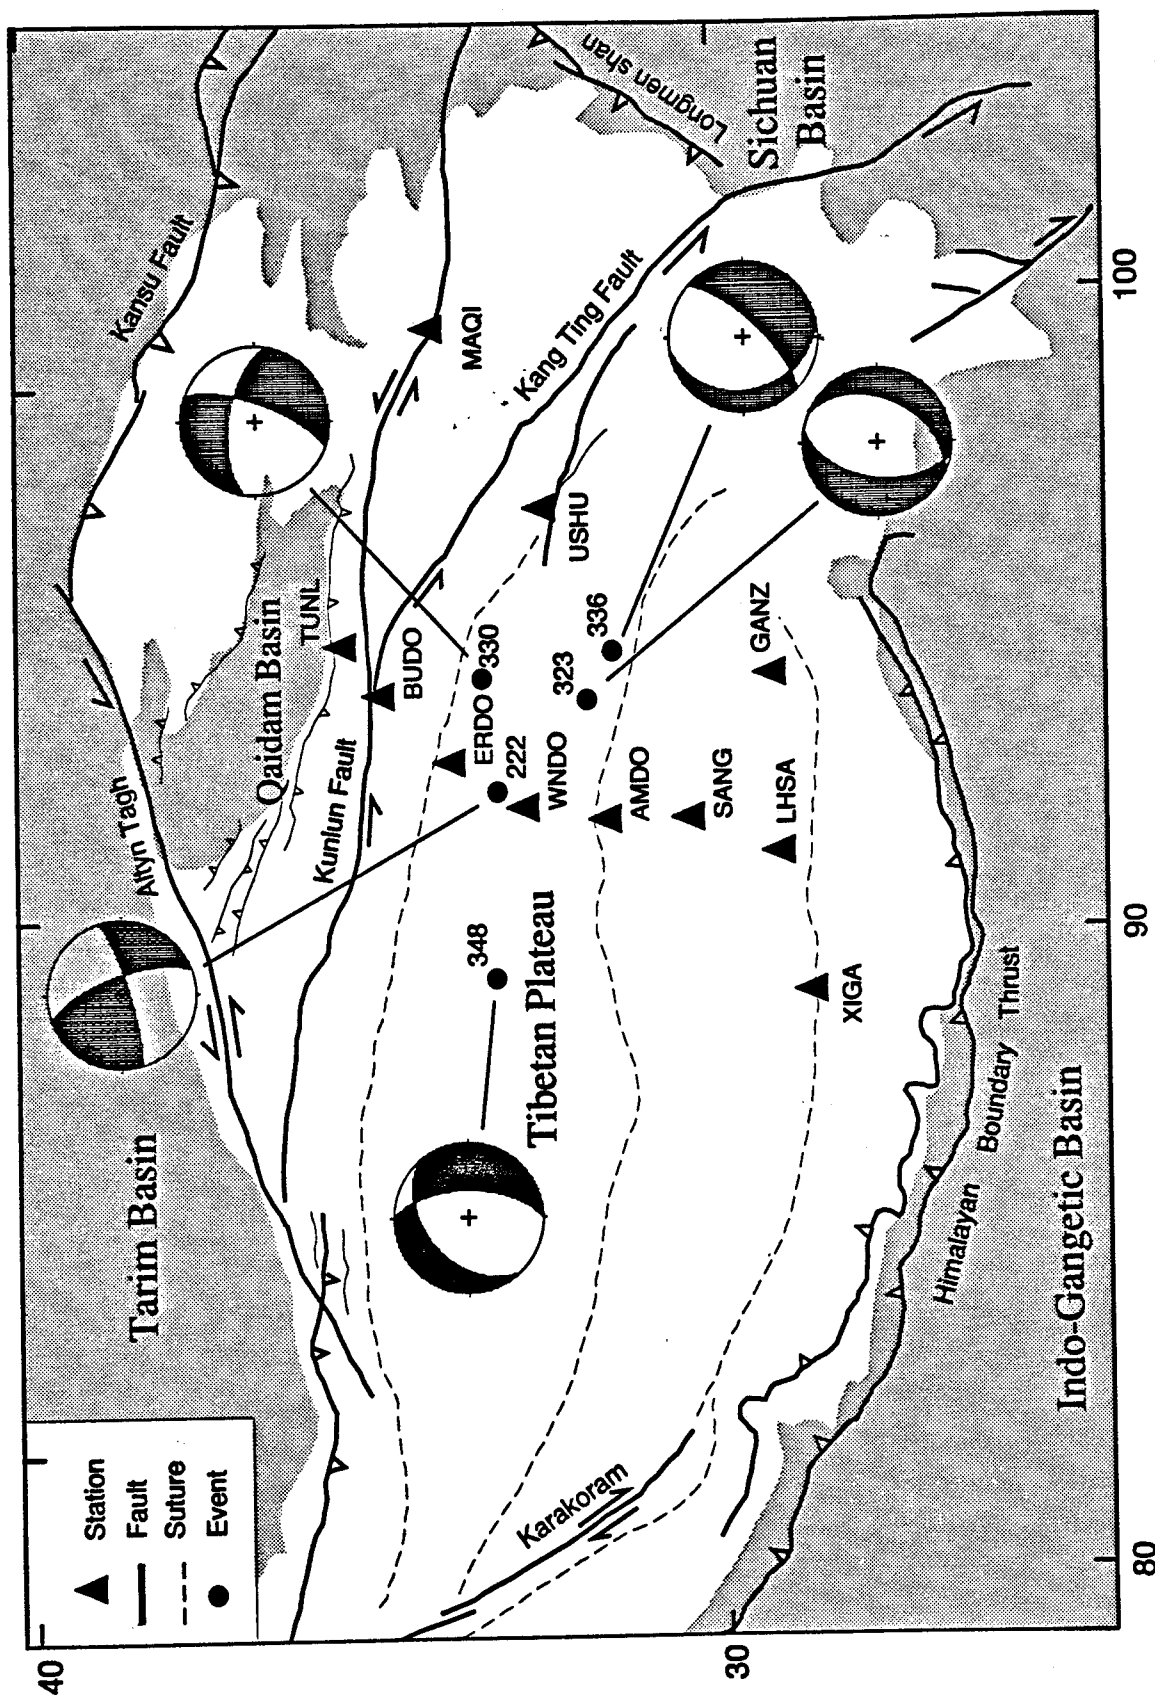 Station
Fault
Suture
Event
Tarim Basin
Altyn Tagh
Qaidam Basin
Kansu Fault
TUNL
Kunlun Fault
BUDO
MAQI
Longmen shan
Sichuan
Basin
Kang Ting Fault
ERDO
330
222
WNDO
348
USHU
323
336
Tibetan Plateau
AMDO
SANG
GANZ
LHSA
XIGA
Karakoram
Himalayan Boundary Thrust
Indo-Gangetic Basin
40
30
80
90
100